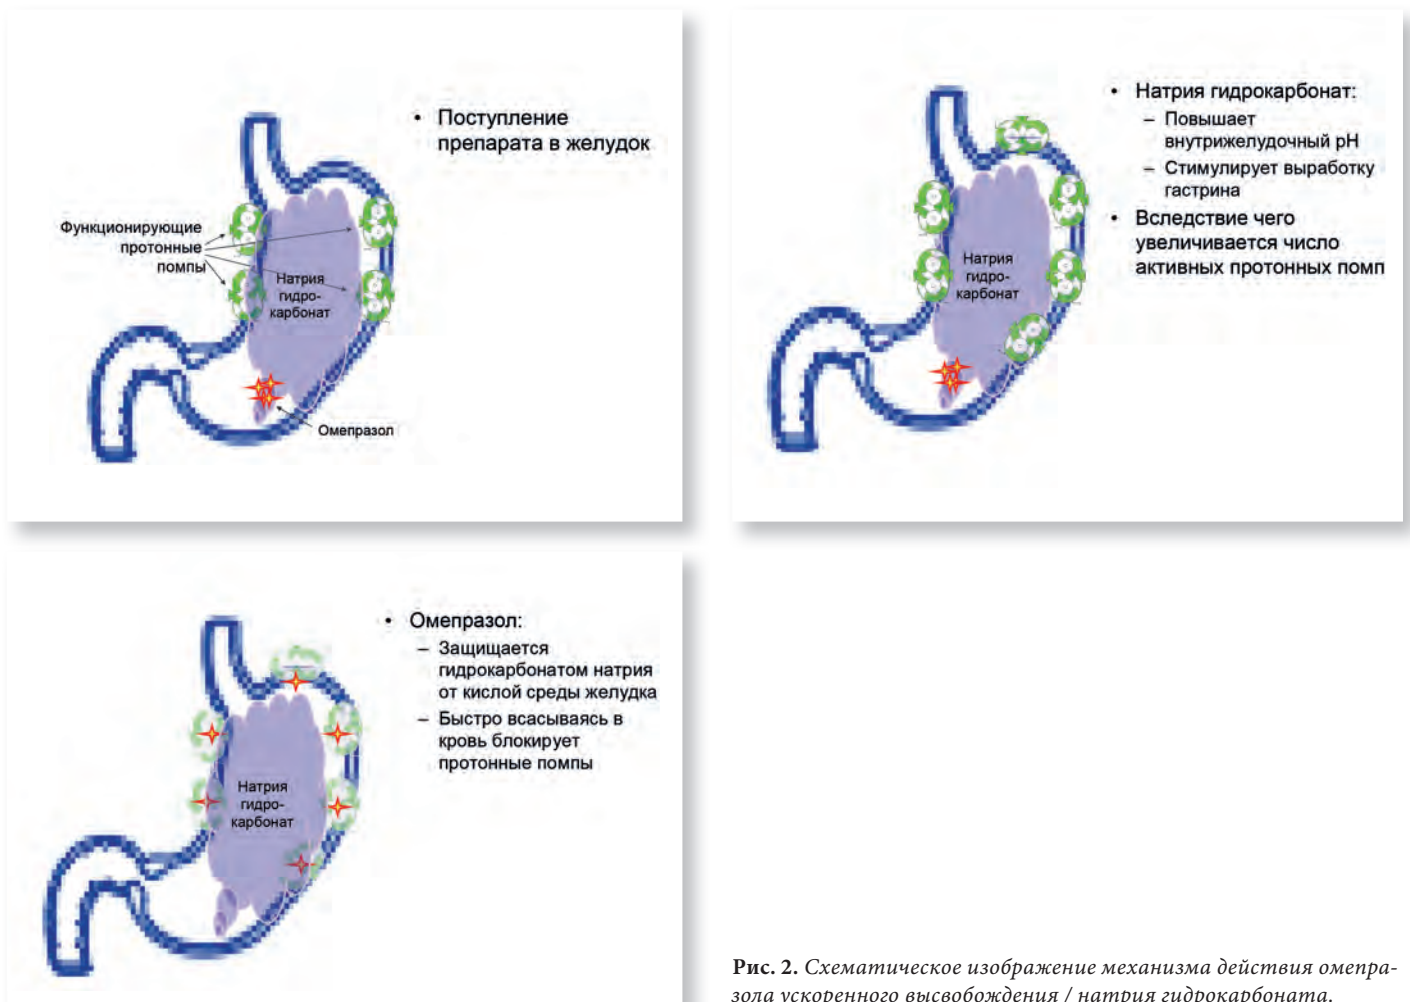 • Поступление
препарата в желудок
Функционирующие
протонные
помпы
Натрия
гидро-
карбонат
Омепразол
• Натрия гидрокарбонат:
– Повышает
внутрижелудочный pH
– Стимулирует выработку
гастрина
• Вследствие чего
увеличивается число
активных протонных помп
Натрия
гидро-
карбонат
• Омепразол:
– Защищается
гидрокарбонатом натрия
от кислой среды желудка
– Быстро всасываясь в
кровь блокирует
протонные помпы
Натрия
гидро-
карбонат
Рис. 2. Схематическое изображение механизма действия омепра-
зола ускоренного высвобождения / натрия гидрокарбоната.